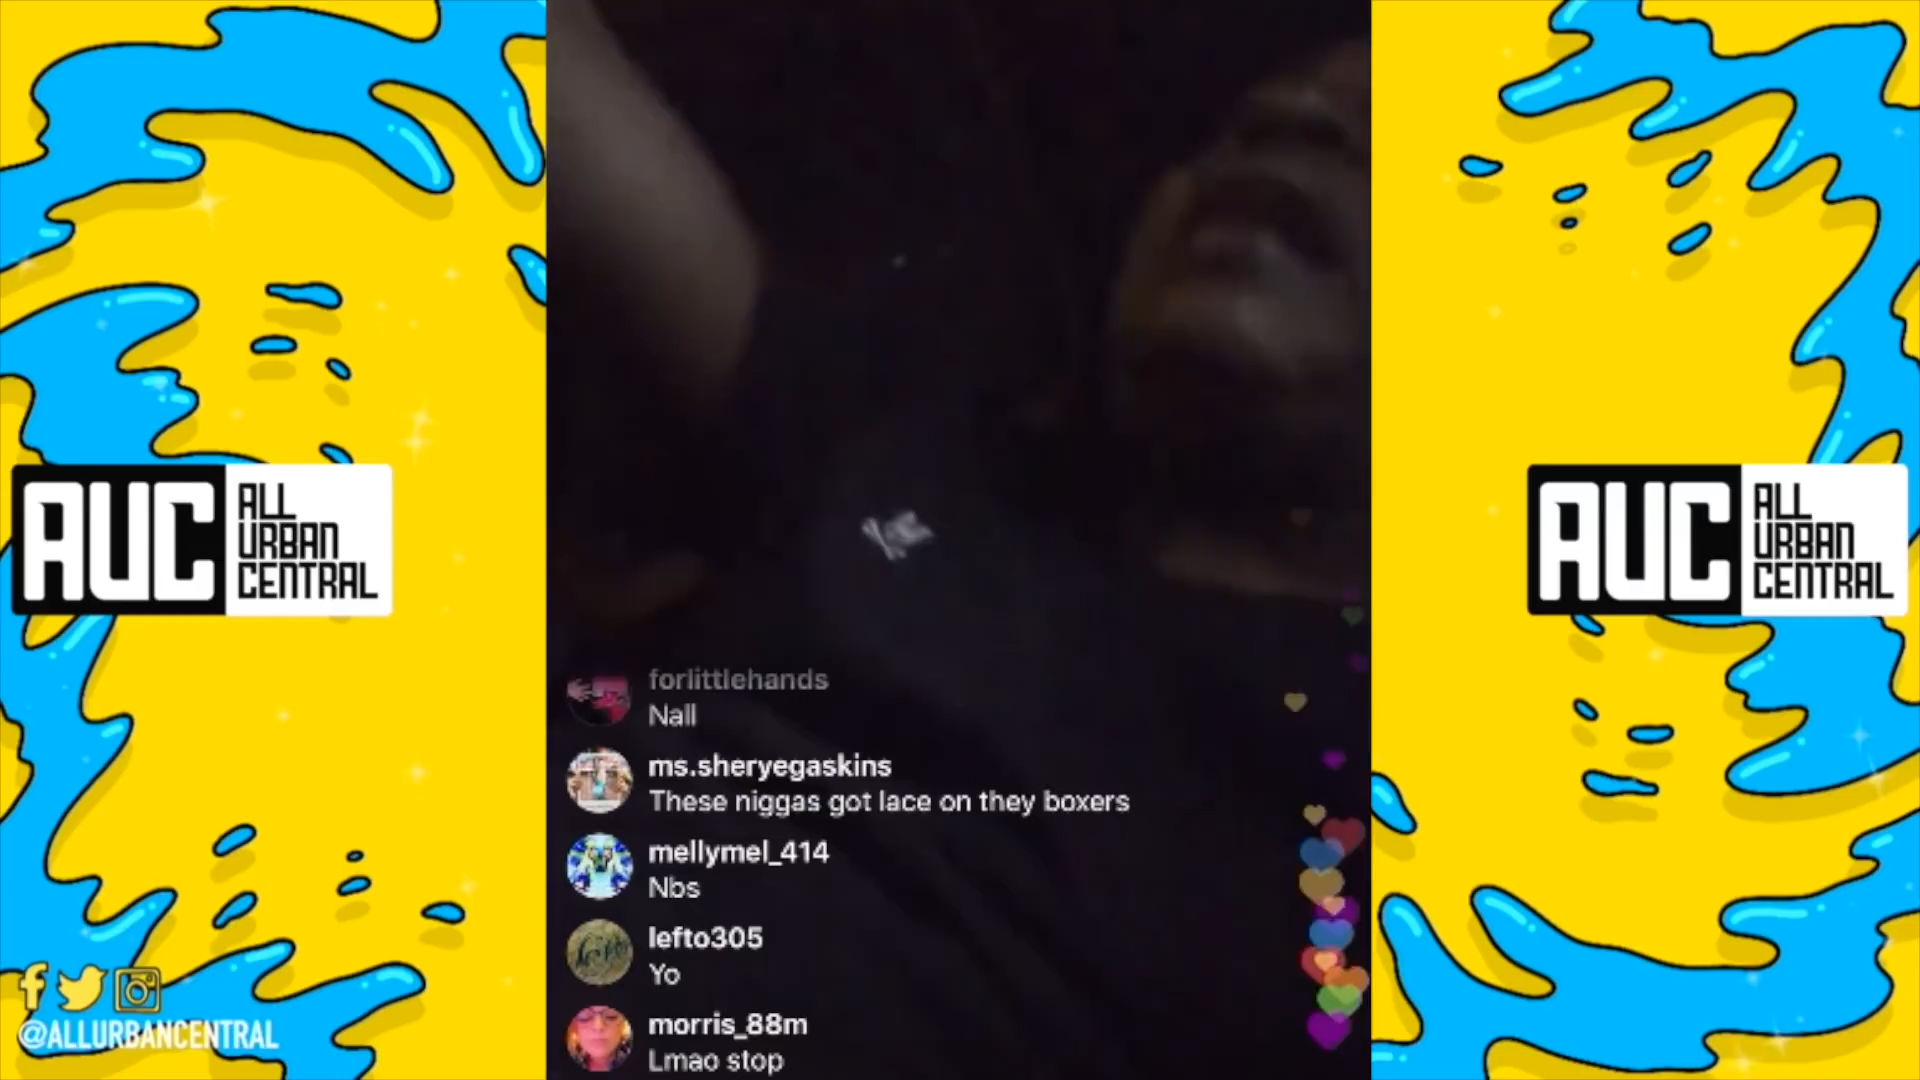 AUC
ALL
URBAN
CENTRAL
AUC
ALL
URBAN
CENTRAL
forlittlehands
Nall
ms.sheryegaskins
These niggas got lace on they boxers
mellymel_414
Nbs
lefto305
Yo
morris_88m
Lmao stop
@ALLURBANCENTRAL